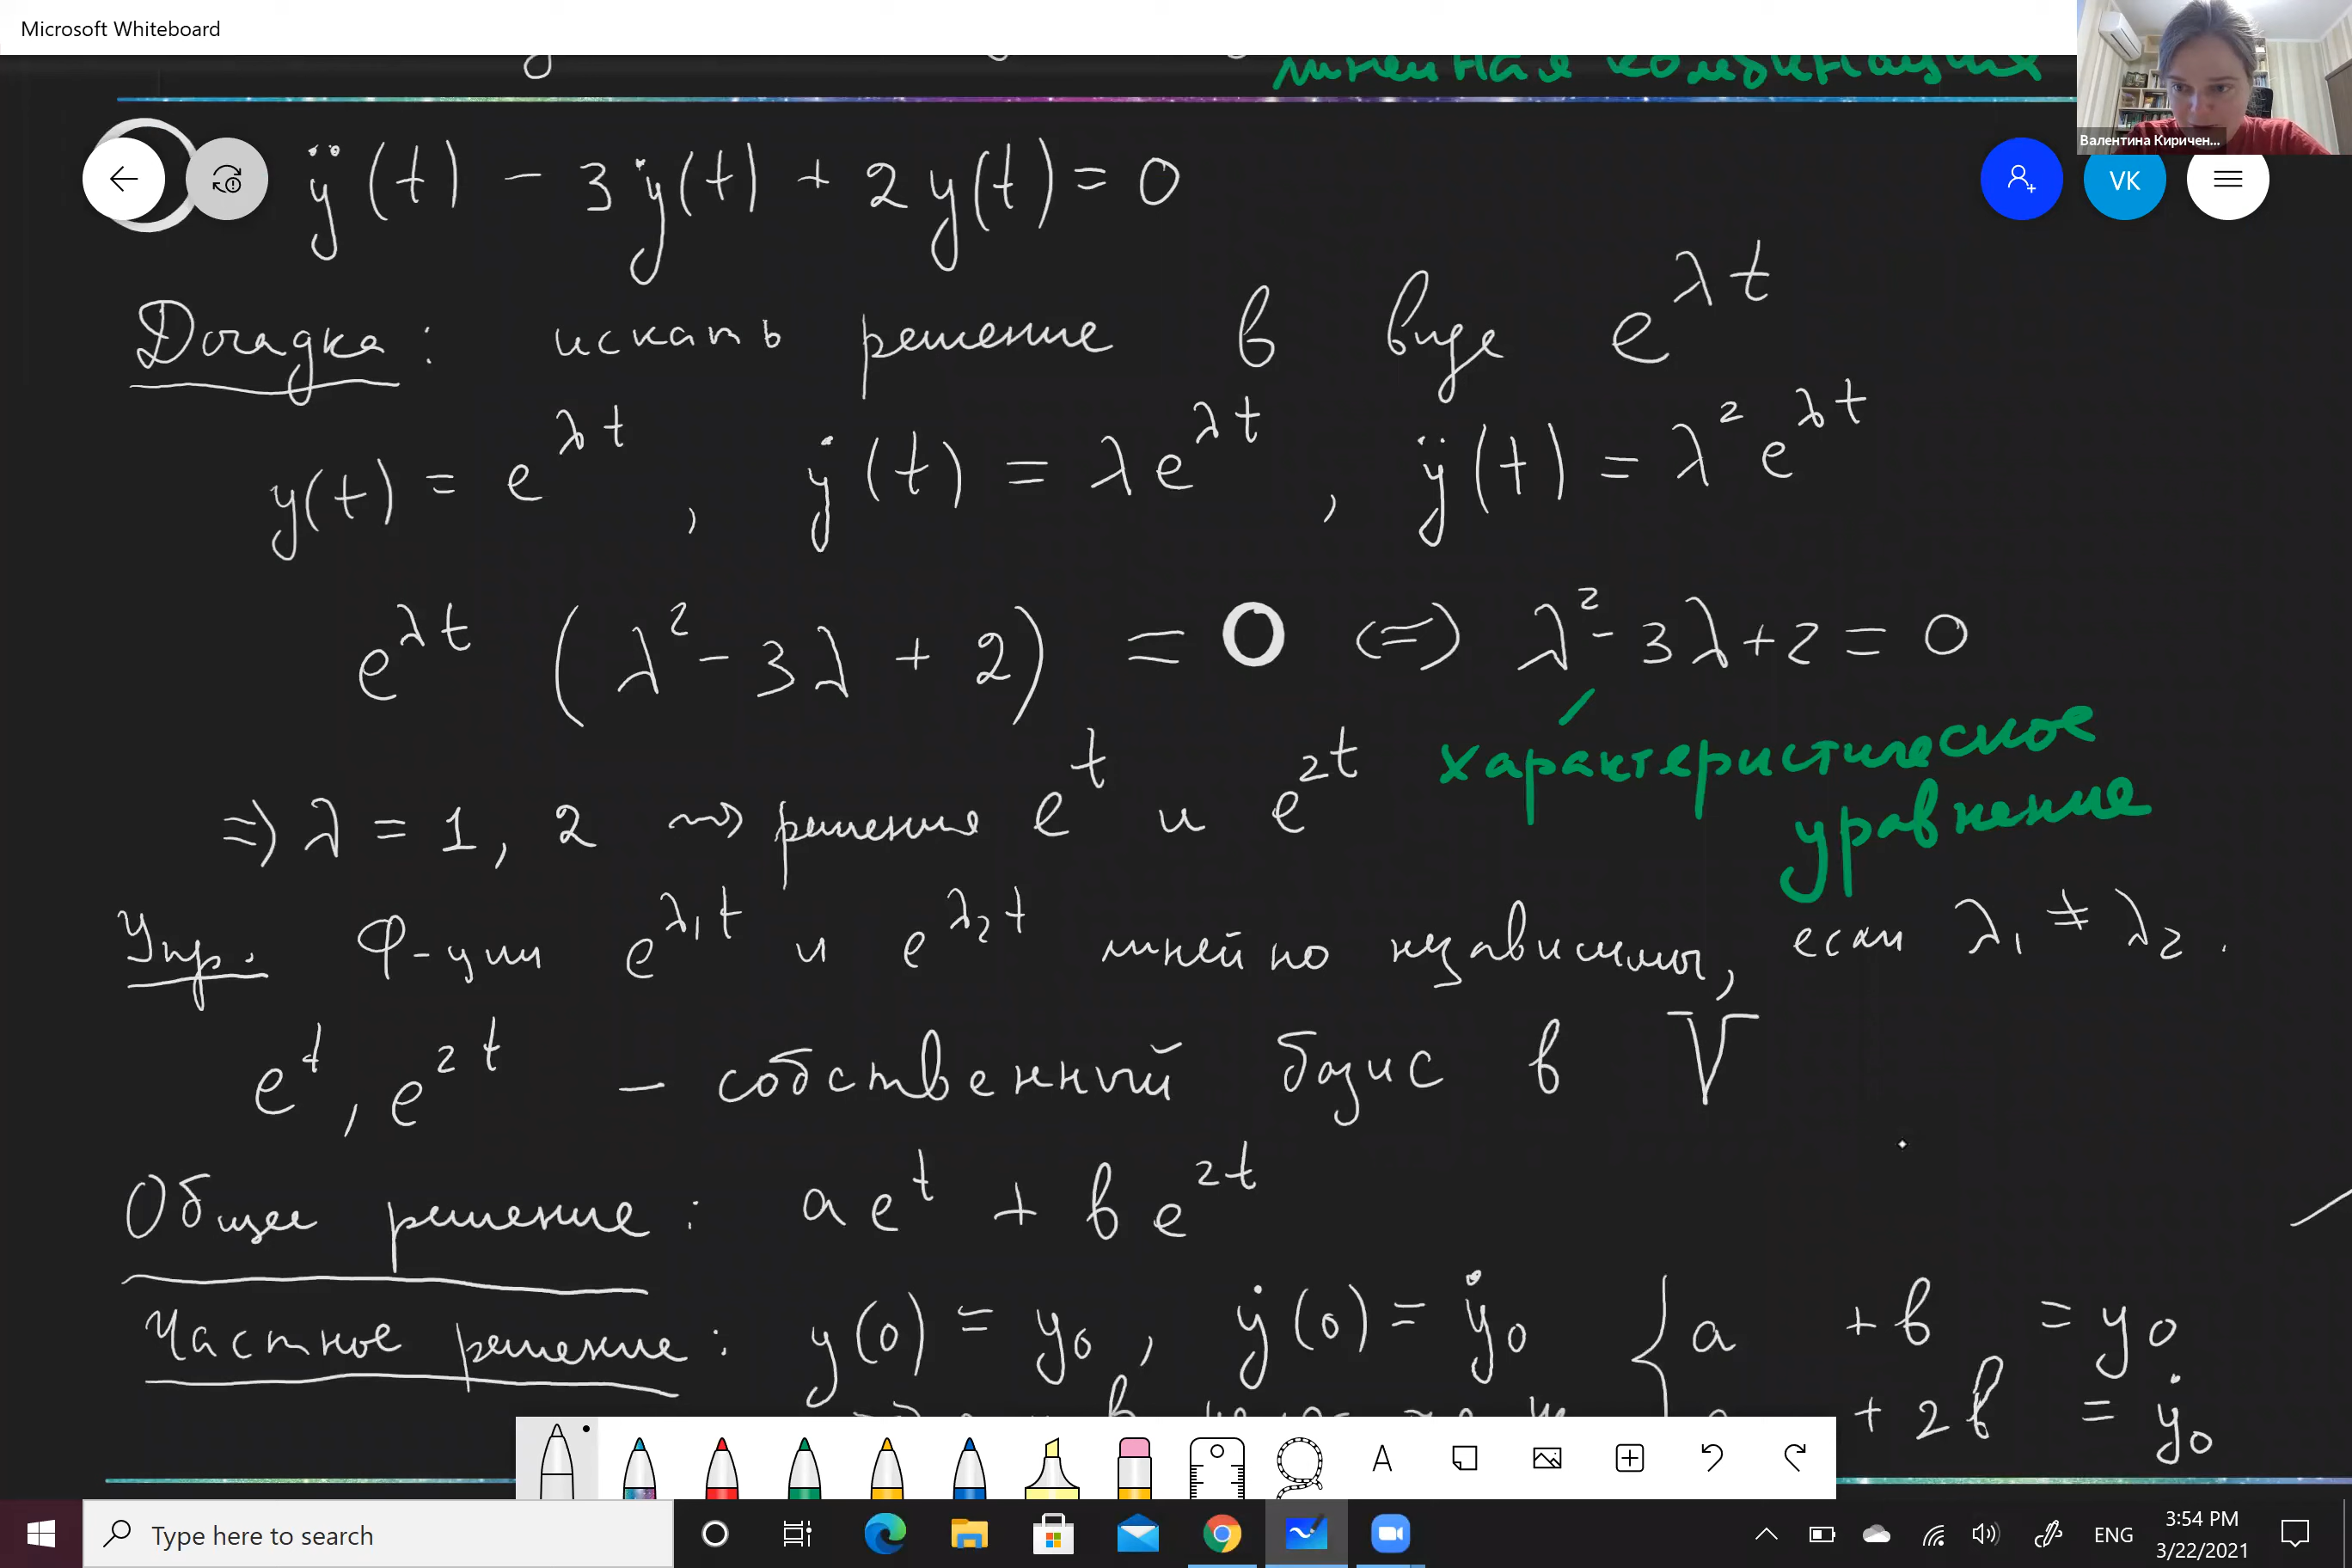 Microsoft Whiteboard
линейная комбинация
Валентина Киричен...
VK
ÿ(t) − 3ẏ(t) + 2y(t) = 0
Догадка: искать решение в виде e^{λt}
y(t) = e^{λt}, ẏ(t) = λe^{λt}, ÿ(t) = λ²e^{λt}
e^{λt} (λ² − 3λ + 2) = 0 <=> λ² − 3λ + 2 = 0
характеристическое
уравнение
=> λ = 1, 2 ⇝ решения e^t и e^{2t}
Упр.: Ф-ции e^{λ₁t} и e^{λ₂t} линейно независимы, если λ₁ ≠ λ₂.
e^t, e^{2t} — собственный базис в V
Общее решение: a e^t + b e^{2t}
Частное решение: y(0) = y₀, ẏ(0) = ẏ₀ { a + b = y₀
+ 2b = ẏ₀
Type here to search
ENG
3:54 PM
3/22/2021